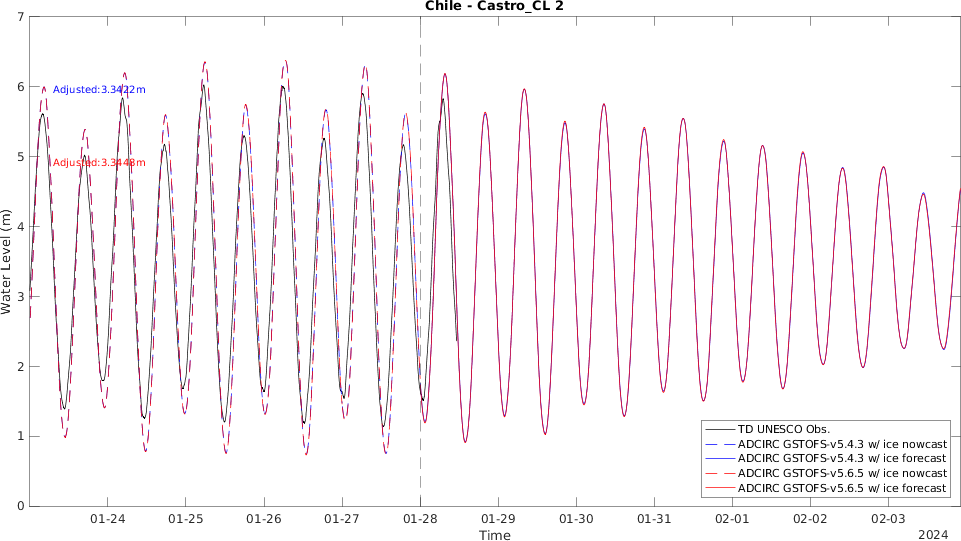 Chile - Castro_CL 2
7
6
5
4
3
2
1
0
Water Level (m)
Adjusted:3.3422m
Adjusted:3.3448m
TD UNESCO Obs.
ADCIRC GSTOFS-v5.4.3 w/ ice nowcast
ADCIRC GSTOFS-v5.4.3 w/ ice forecast
ADCIRC GSTOFS-v5.6.5 w/ ice nowcast
ADCIRC GSTOFS-v5.6.5 w/ ice forecast
01-24 01-25 01-26 01-27 01-28 01-29 01-30 01-31 02-01 02-02 02-03
Time
2024